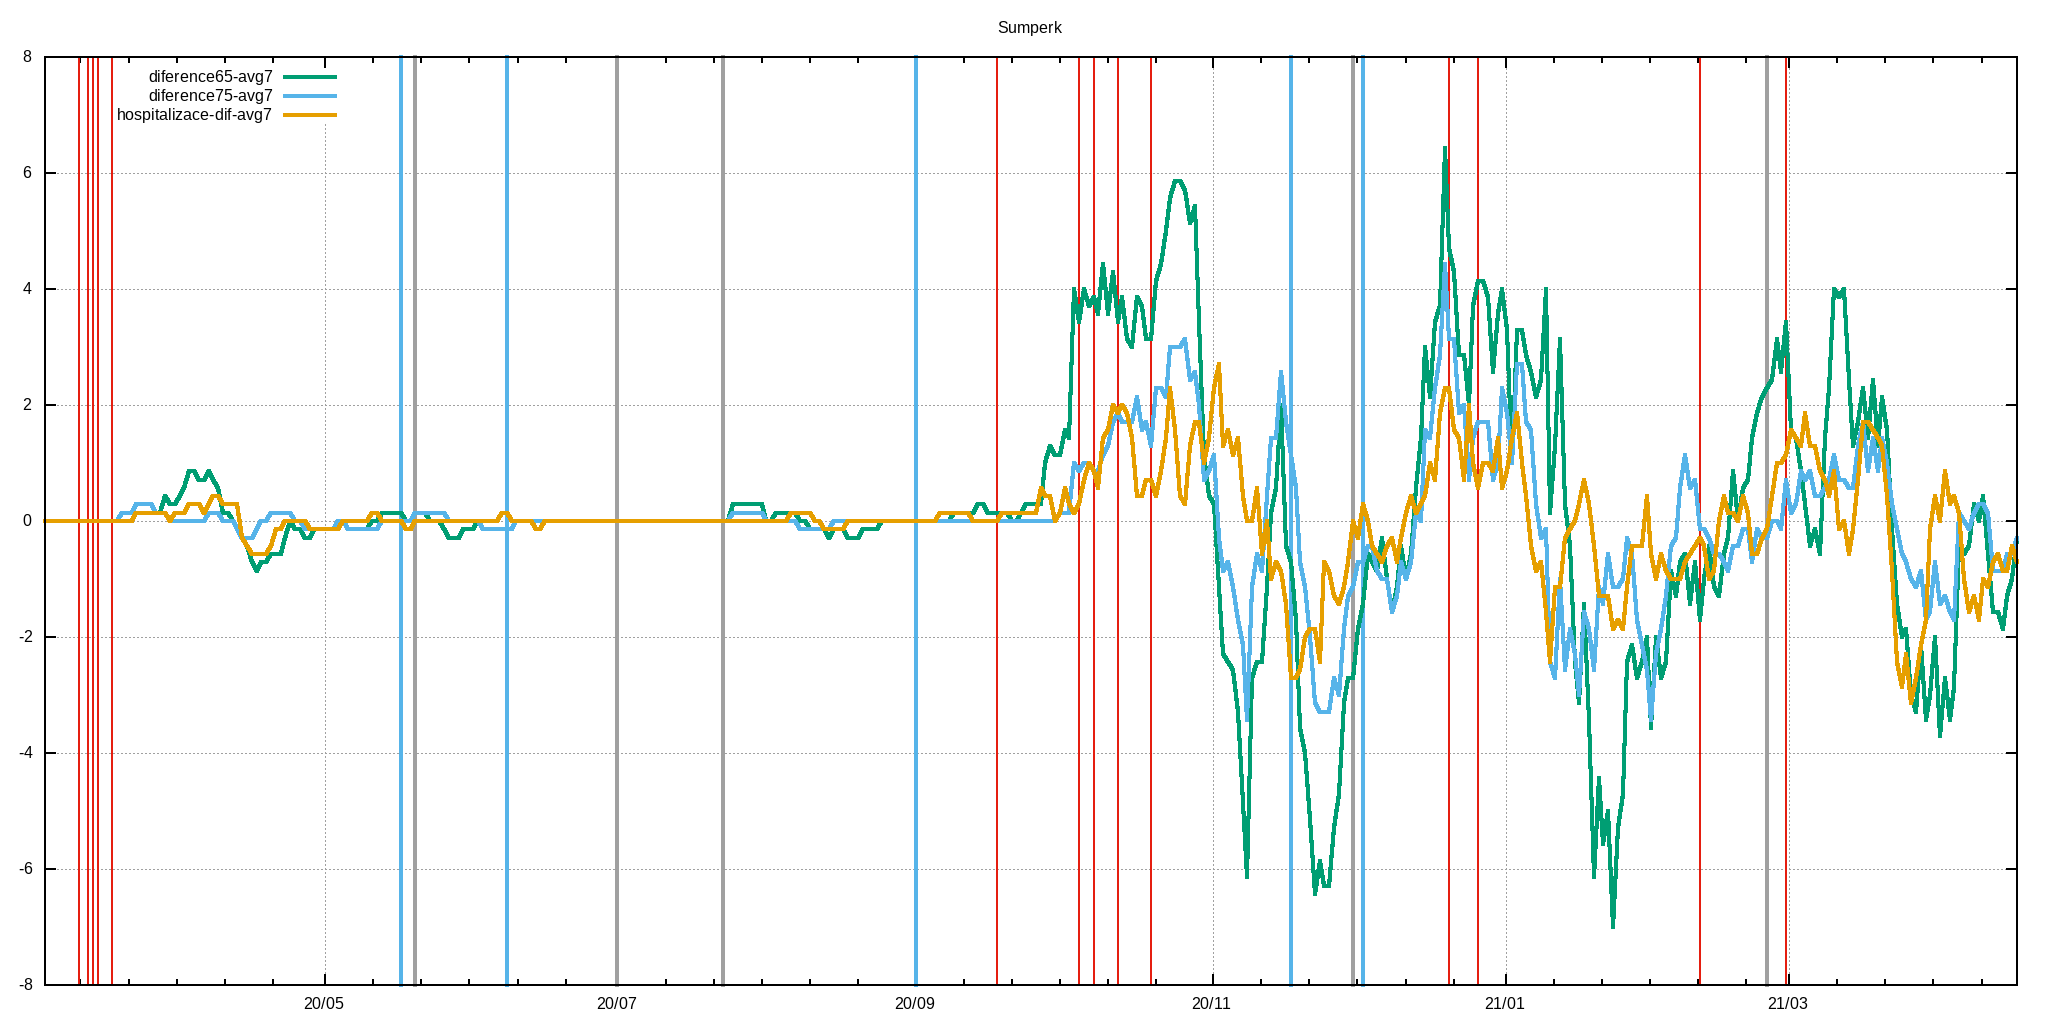 Sumperk
diference65-avg7
diference75-avg7
hospitalizace-dif-avg7
8
6
4
2
0
-2
-4
-6
-8
20/05 20/07 20/09 20/11 21/01 21/03